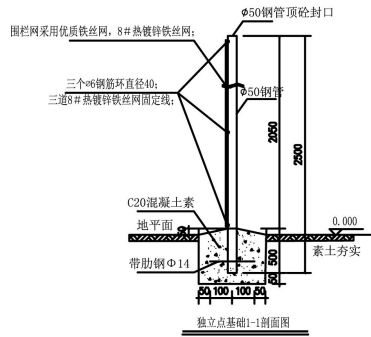 φ50钢管顶砼封口
围栏网采用优质铁丝网，8#热镀锌铁丝网；
φ50钢管
三个⌀6钢筋环直径40；
三道8#热镀锌铁丝网固定线；
2050
2500
C20混凝土素
地平面
50
0.000
素土夯实
500
带肋钢Φ14
50
50 100 100 50
独立点基础1-1剖面图